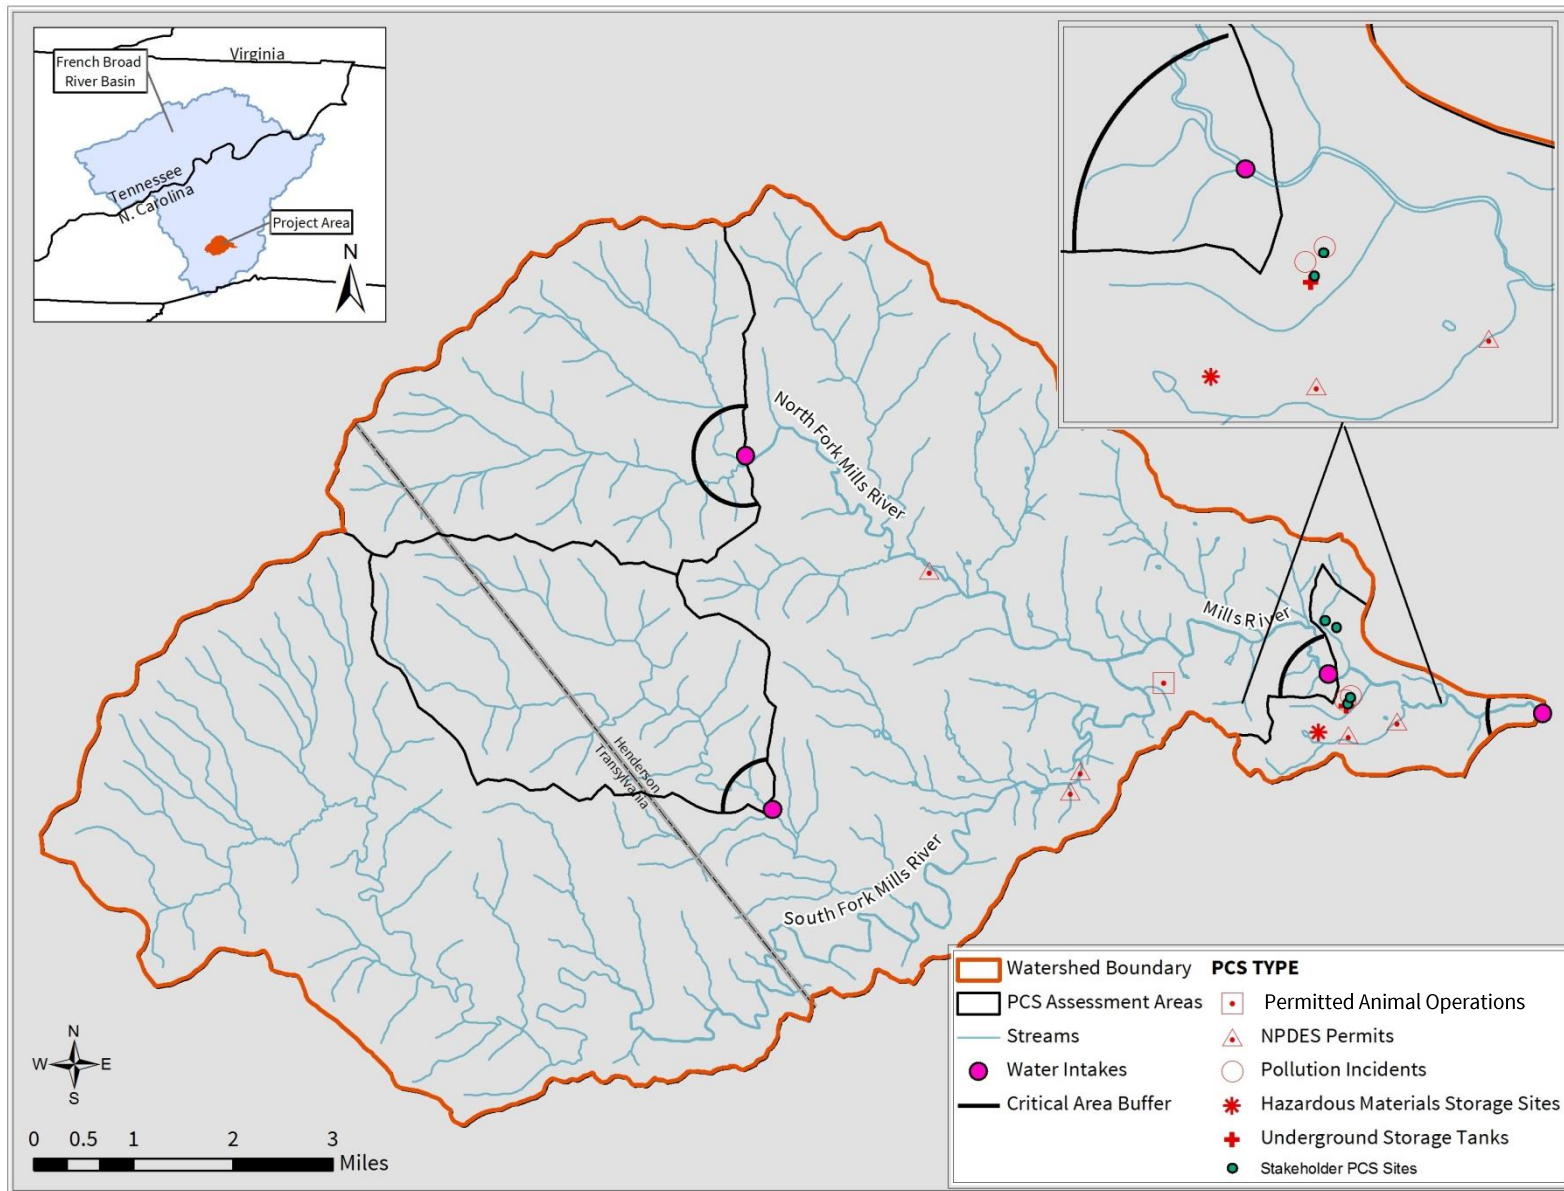 French Broad
River Basin
Virginia
Tennessee
N. Carolina
Project Area
N
North Fork Mills River
Mills River
Henderson
Transylvania
South Fork Mills River
N
W E
S
0 0.5 1 2 3
Miles
Watershed Boundary
PCS Assessment Areas
Streams
Water Intakes
Critical Area Buffer
PCS TYPE
Permitted Animal Operations
NPDES Permits
Pollution Incidents
Hazardous Materials Storage Sites
Underground Storage Tanks
Stakeholder PCS Sites